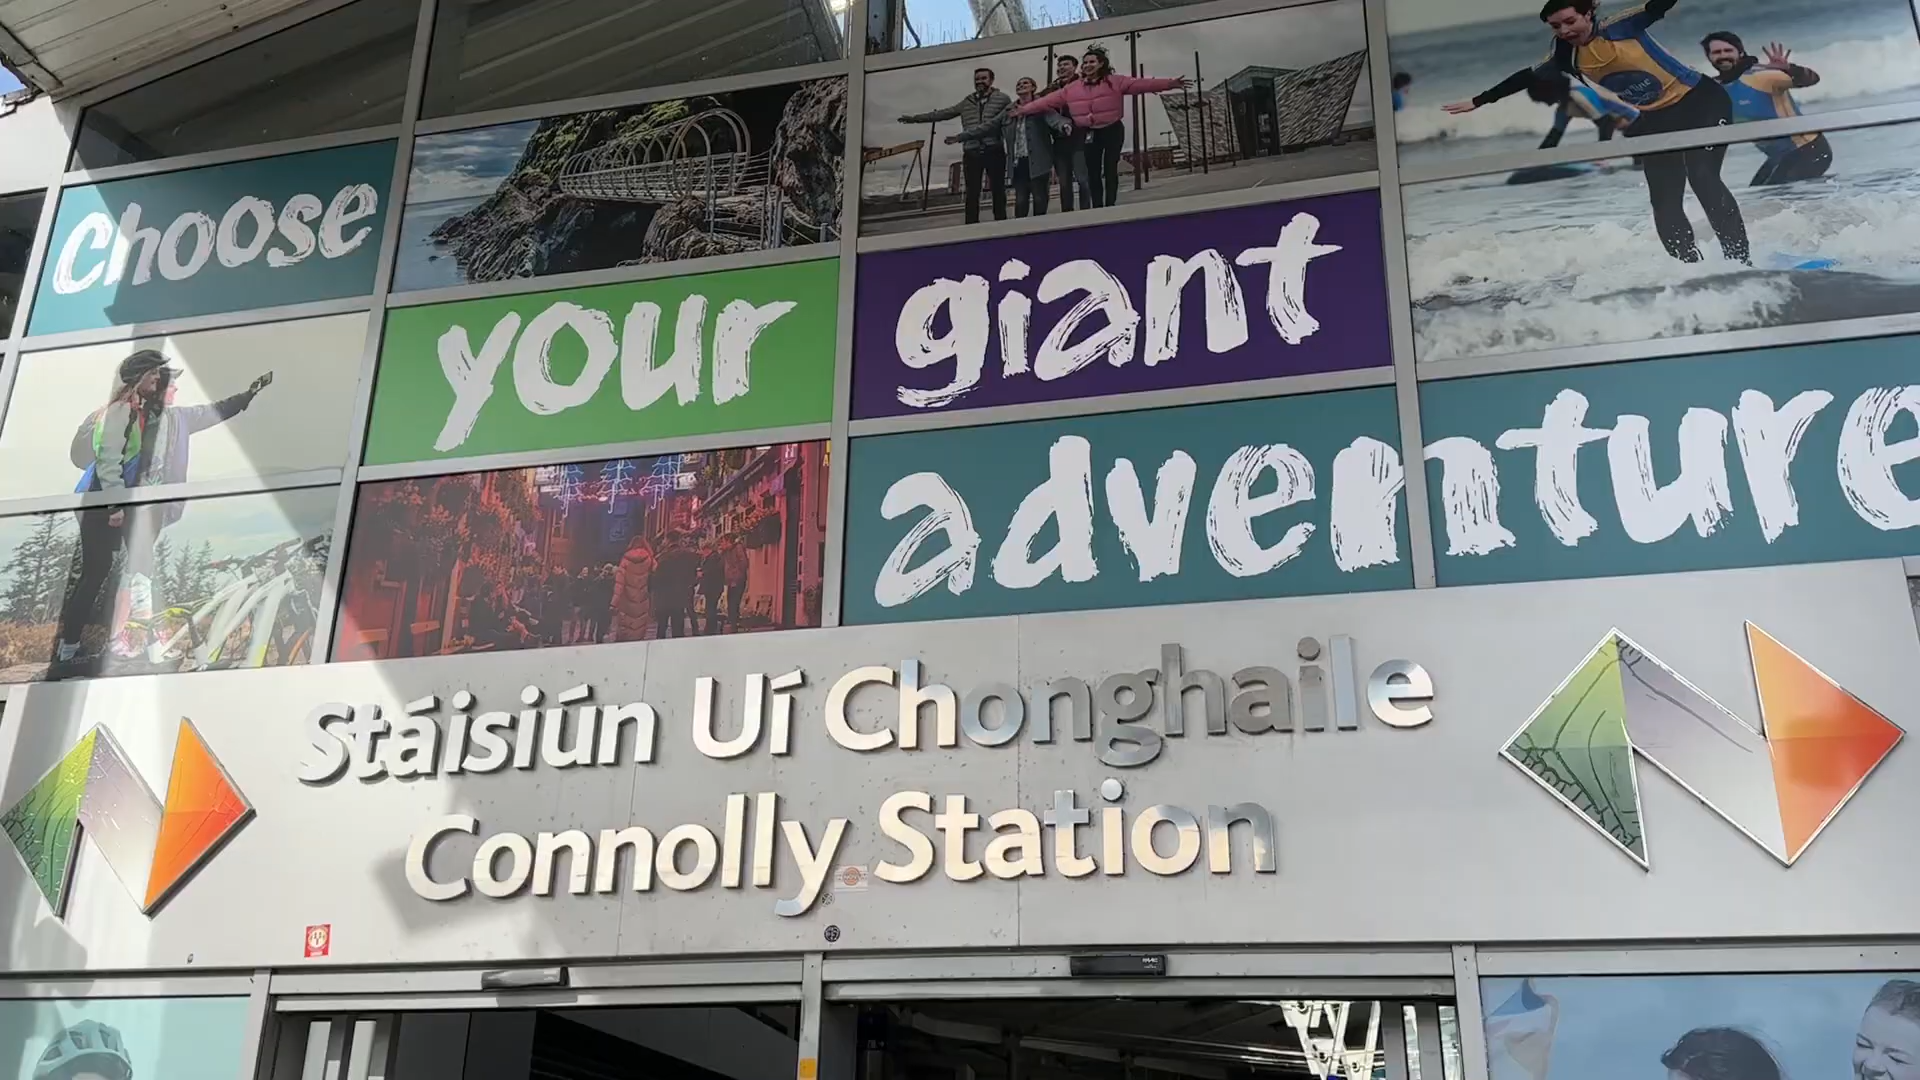 choose
your
giant
adventure
Stáisiún Uí Chonghaile
Connolly Station